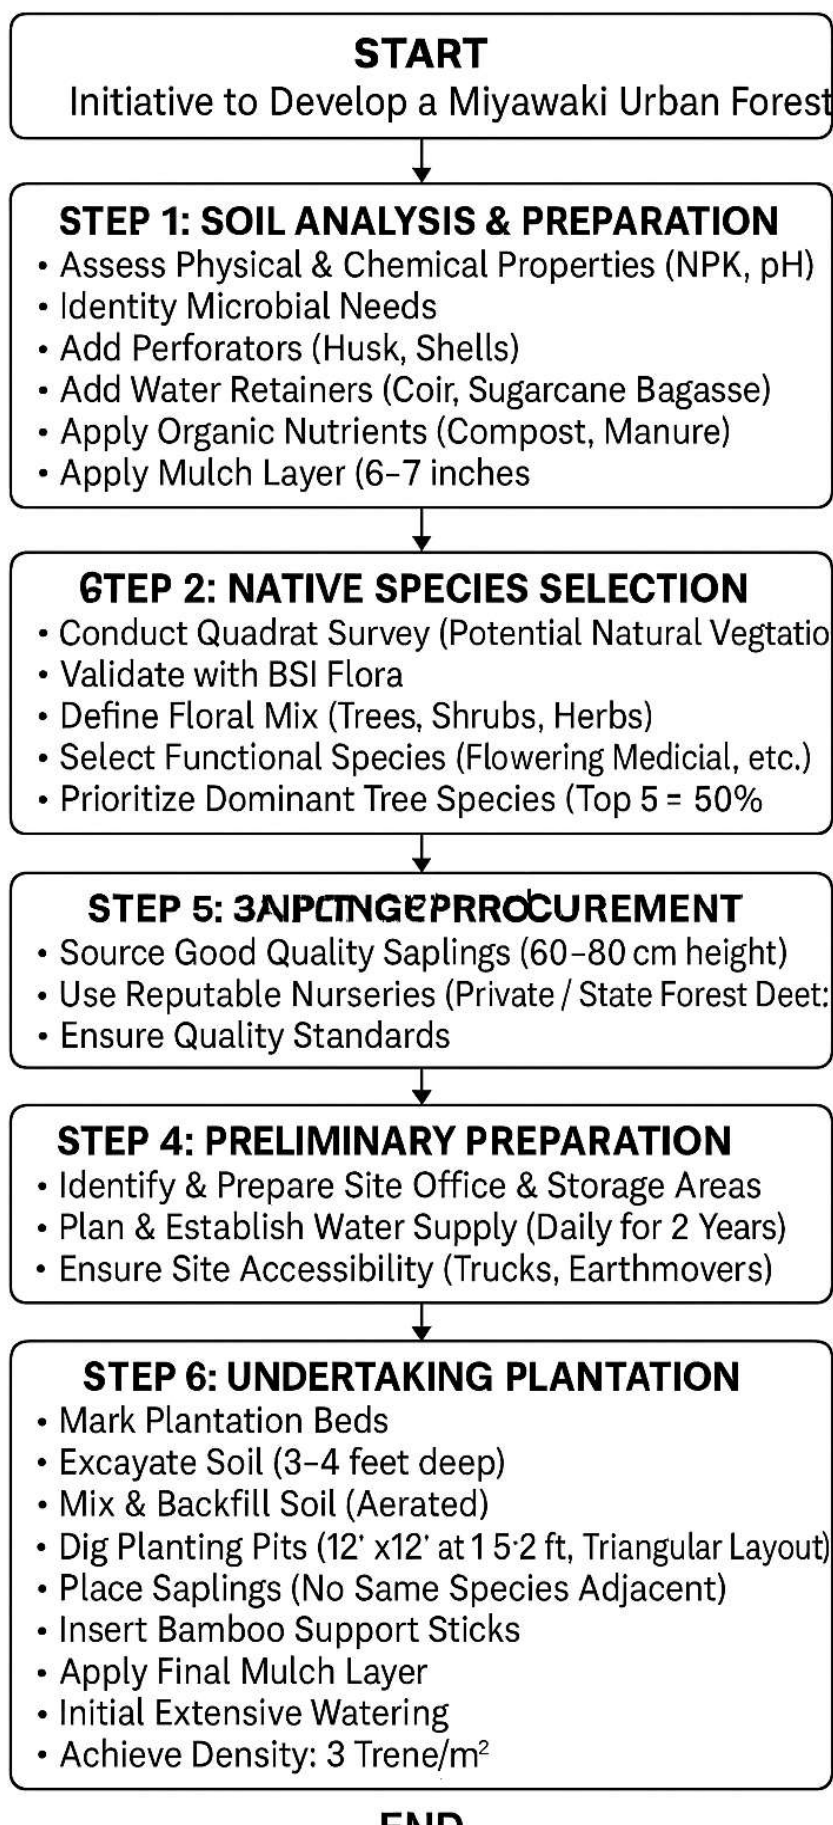 START
Initiative to Develop a Miyawaki Urban Forest
STEP 1: SOIL ANALYSIS & PREPARATION
• Assess Physical & Chemical Properties (NPK, pH)
• Identity Microbial Needs
• Add Perforators (Husk, Shells)
• Add Water Retainers (Coir, Sugarcane Bagasse)
• Apply Organic Nutrients (Compost, Manure)
• Apply Mulch Layer (6–7 inches
STEP 2: NATIVE SPECIES SELECTION
• Conduct Quadrat Survey (Potential Natural Vegtatio
• Validate with BSI Flora
• Define Floral Mix (Trees, Shrubs, Herbs)
• Select Functional Species (Flowering Medicial, etc.)
• Prioritize Dominant Tree Species (Top 5 = 50%
STEP 5:
• Source Good Quality Saplings (60–80 cm height)
• Use Reputable Nurseries (Private / State Forest Deet:
• Ensure Quality Standards
STEP 4: PRELIMINARY PREPARATION
• Identify & Prepare Site Office & Storage Areas
• Plan & Establish Water Supply (Daily for 2 Years)
• Ensure Site Accessibility (Trucks, Earthmovers)
STEP 6: UNDERTAKING PLANTATION
• Mark Plantation Beds
• Excayate Soil (3–4 feet deep)
• Mix & Backfill Soil (Aerated)
• Dig Planting Pits (12' x12' at 1 5·2 ft, Triangular Layout)
• Place Saplings (No Same Species Adjacent)
• Insert Bamboo Support Sticks
• Apply Final Mulch Layer
• Initial Extensive Watering
• Achieve Density: 3 Trene/m²
END